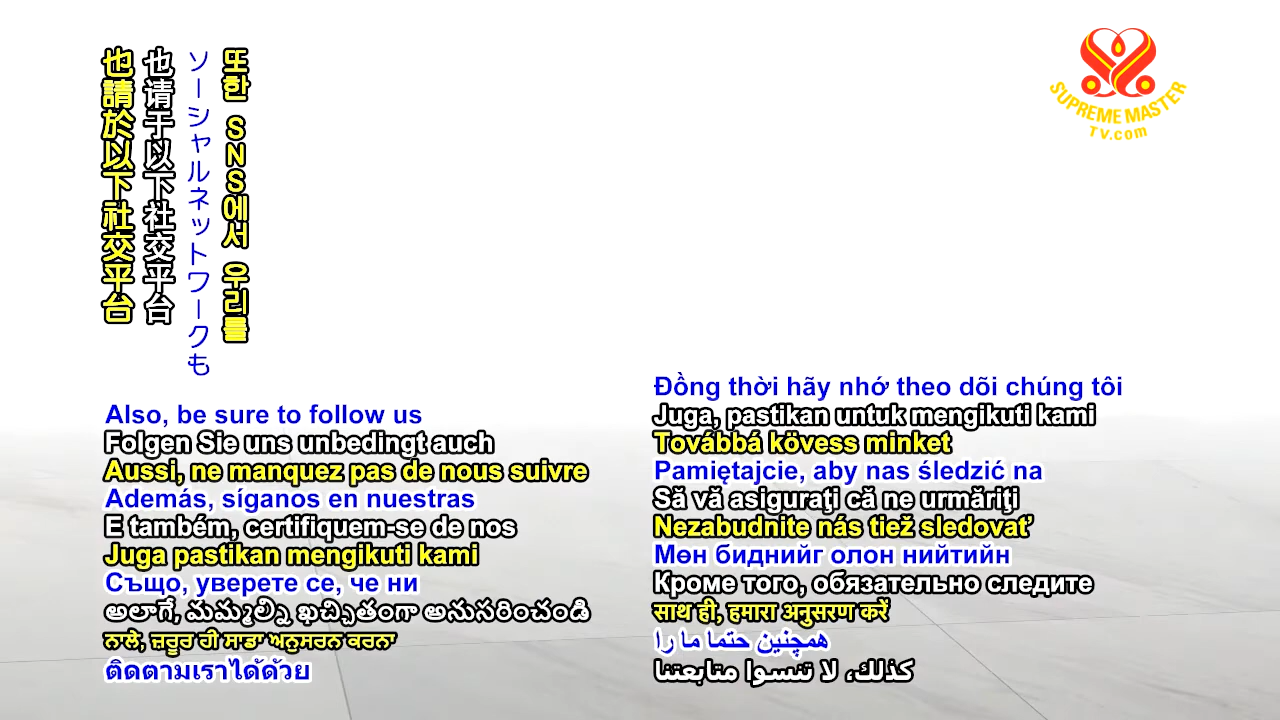 也請於以下社交平台
也请于以下社交平台
ソーシャルネットワークも
또한 SNS에서 우리를
SUPREME MASTER
TV.com
Also, be sure to follow us
Folgen Sie uns unbedingt auch
Aussi, ne manquez pas de nous suivre
Además, síganos en nuestras
E também, certifiquem-se de nos
Juga pastikan mengikuti kami
Също, уверете се, че ни
అలాగే, మమ్మల్ని ఖచ్చితంగా అనుసరించండి
ਨਾਲੇ, ਜ਼ਰੂਰ ਹੀ ਸਾਡਾ ਅਨੁਸਰਨ ਕਰਨਾ
ติดตามเราได้ด้วย
Đồng thời hãy nhớ theo dõi chúng tôi
Juga, pastikan untuk mengikuti kami
Továbbá kövess minket
Pamiętajcie, aby nas śledzić na
Să vă asiguraţi că ne urmăriţi
Nezabudnite nás tiež sledovať
Мөн биднийг олон нийтийн
Кроме того, обязательно следите
साथ ही, हमारा अनुसरण करें
همچنین حتما ما را
كذلك، لا تنسوا متابعتنا